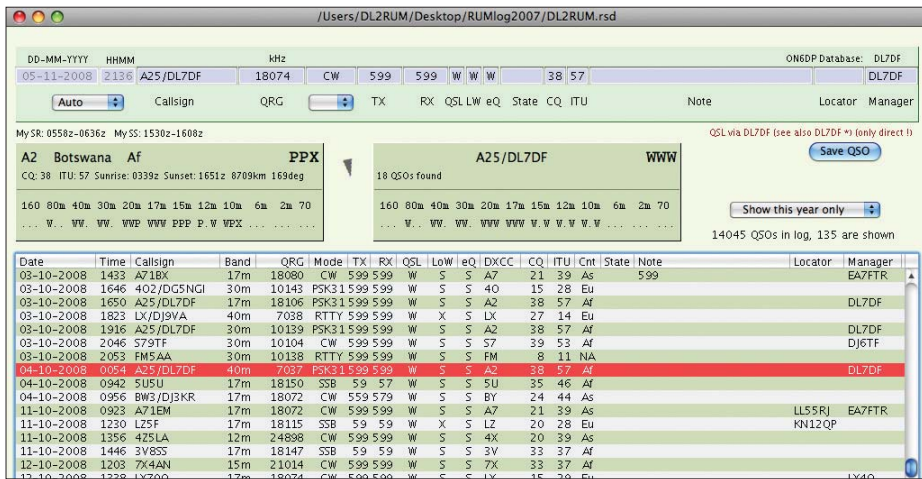 /Users/DL2RUM/Desktop/RUMlog2007/DL2RUM.rsd
DD-MM-YYYY HHMM kHz ON6DP Database: DL7DF
05-11-2008 2136 A25/DL7DF 18074 CW 599 599 W W W 38 57 DL7DF
Auto Callsign QRG TX RX QSL LW eQ State CQ ITU Note Locator Manager
My SR: 0558z-0636z My SS: 1530z-1608z QSL via DL7DF (see also DL7DF *) (only direct !)
A2 Botswana Af PPX
CQ: 38 ITU: 57 Sunrise: 0339z Sunset: 1651z 8709km 169deg
160 80m 40m 30m 20m 17m 15m 12m 10m 6m 2m 70
... W.. WW. WW. WWP WWW PPP P.W WPX ... ... ...
A25/DL7DF WWW
18 QSOs found
160 80m 40m 30m 20m 17m 15m 12m 10m 6m 2m 70
... W.. WW. WW. WWW WWW W.W W.W W.W ... ... ...
Save QSO
Show this year only
14045 QSOs in log, 135 are shown
Date Time Callsign Band QRG Mode TX RX QSL LoW eQ DXCC CQ ITU Cnt State Note Locator Manager
03-10-2008 1433 A71BX 17m 18080 CW 599 599 W S S A7 21 39 As 599 EA7FTR
03-10-2008 1646 4O2/DG5NGI 30m 10143 PSK31 599 599 W S S 4O 15 28 Eu
03-10-2008 1650 A25/DL7DF 17m 18106 PSK31 599 599 W S S A2 38 57 Af DL7DF
03-10-2008 1823 LX/DJ9VA 40m 7038 RTTY 599 599 W X S LX 27 14 Eu
03-10-2008 1916 A25/DL7DF 30m 10139 PSK31 599 599 W S S A2 38 57 Af DL7DF
03-10-2008 2046 S79TF 30m 10104 CW 599 599 W S S S7 39 53 Af DJ6TF
03-10-2008 2053 FM5AA 30m 10138 RTTY 599 599 W S S FM 8 11 NA
04-10-2008 0054 A25/DL7DF 40m 7037 PSK31 599 599 W S S A2 38 57 Af DL7DF
04-10-2008 0942 5U5U 17m 18150 SSB 59 57 W S S 5U 35 46 Af
04-10-2008 0956 BW3/DJ3KR 17m 18072 CW 559 579 W S S BY 24 44 As
11-10-2008 0923 A71EM 17m 18072 CW 599 599 W S S A7 21 39 As LL55RJ EA7FTR
11-10-2008 1230 LZ5F 17m 18115 SSB 59 59 W X S LZ 20 28 Eu KN12QP
11-10-2008 1356 4Z5LA 12m 24898 CW 599 599 W S S 4X 20 39 As
11-10-2008 1446 3V8SS 17m 18147 SSB 59 59 W S S 3V 33 37 Af
12-10-2008 1203 7X4AN 15m 21014 CW 599 599 W S S 7X 33 37 Af